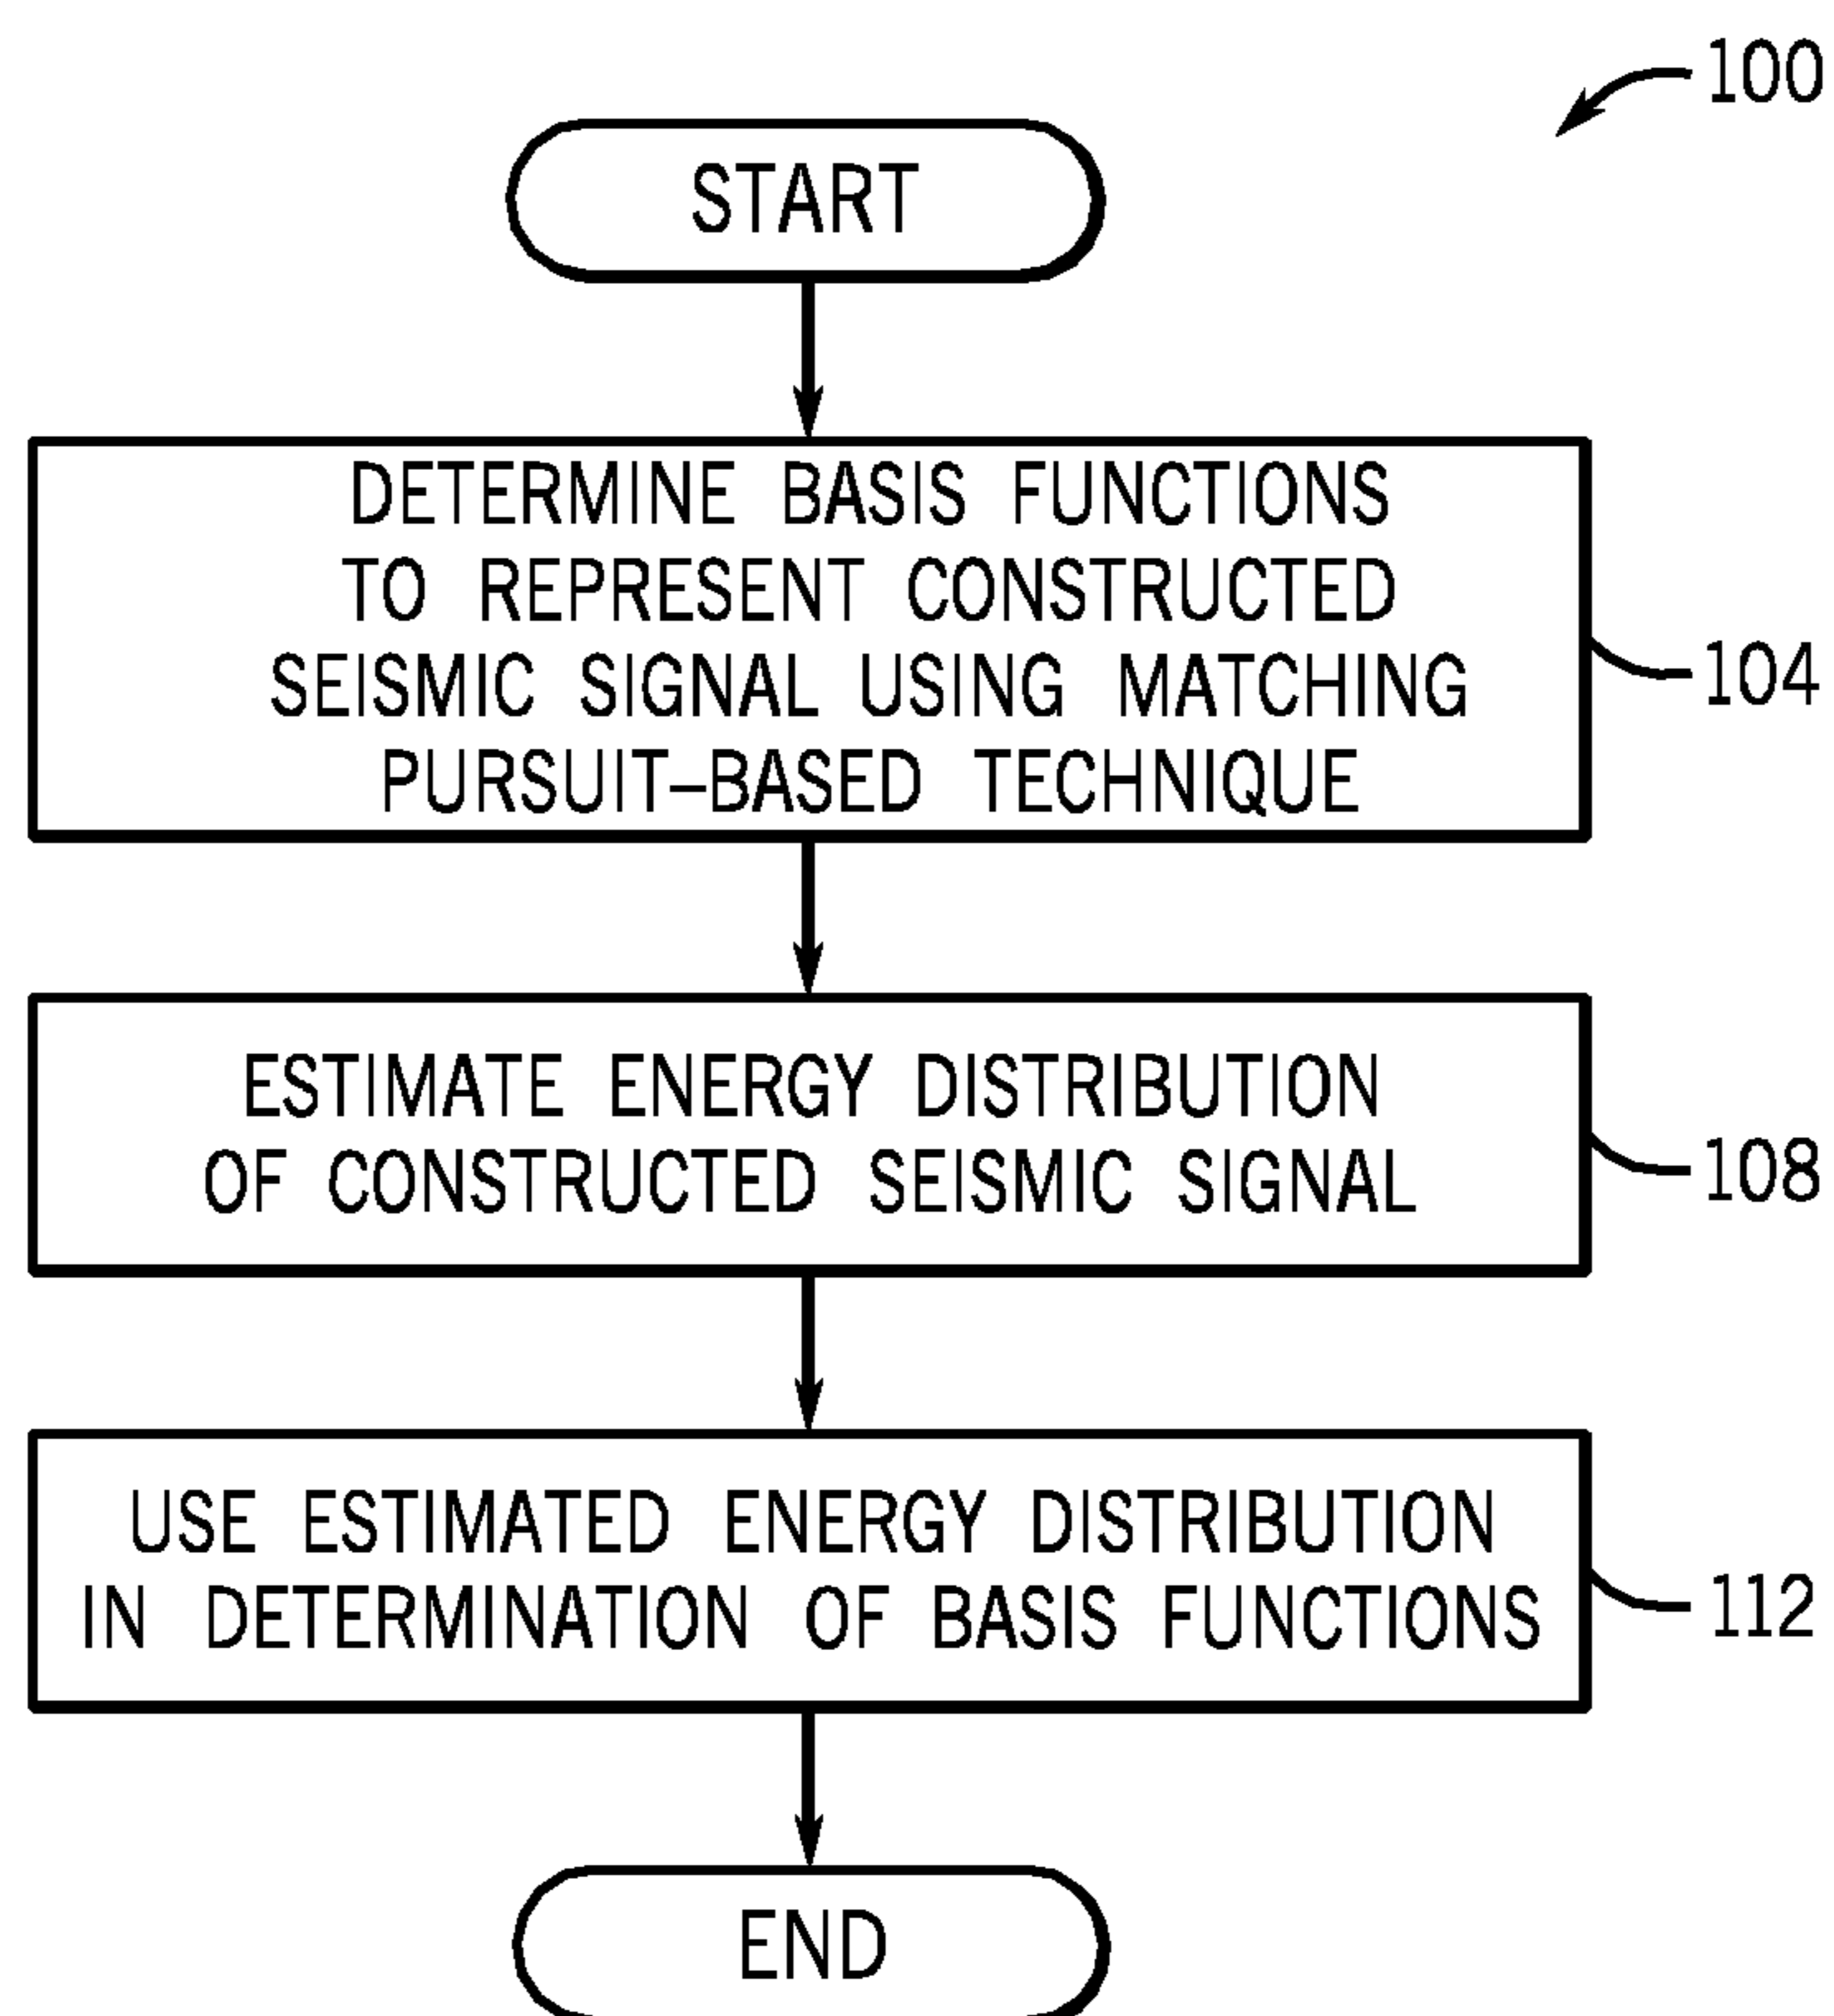 100
START
DETERMINE BASIS FUNCTIONS
TO REPRESENT CONSTRUCTED
SEISMIC SIGNAL USING MATCHING
PURSUIT-BASED TECHNIQUE
104
ESTIMATE ENERGY DISTRIBUTION
OF CONSTRUCTED SEISMIC SIGNAL
108
USE ESTIMATED ENERGY DISTRIBUTION
IN DETERMINATION OF BASIS FUNCTIONS
112
END